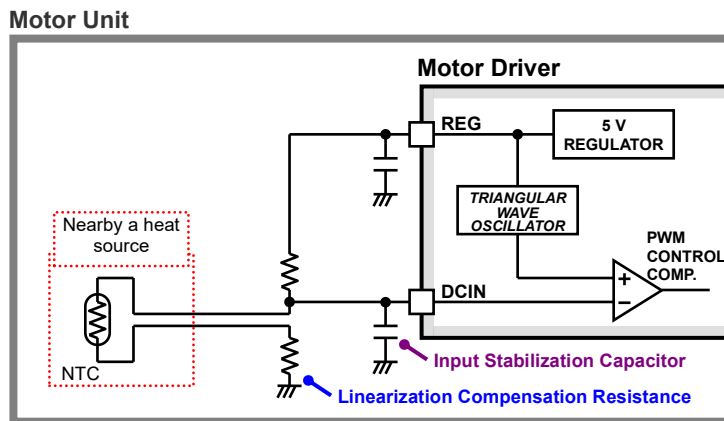 Motor Unit
Motor Driver
REG
5 V
REGULATOR
TRIANGULAR
WAVE
OSCILLATOR
Nearby a heat
source
PWM
CONTROL
COMP.
+
DCIN
−
NTC
Input Stabilization Capacitor
Linearization Compensation Resistance